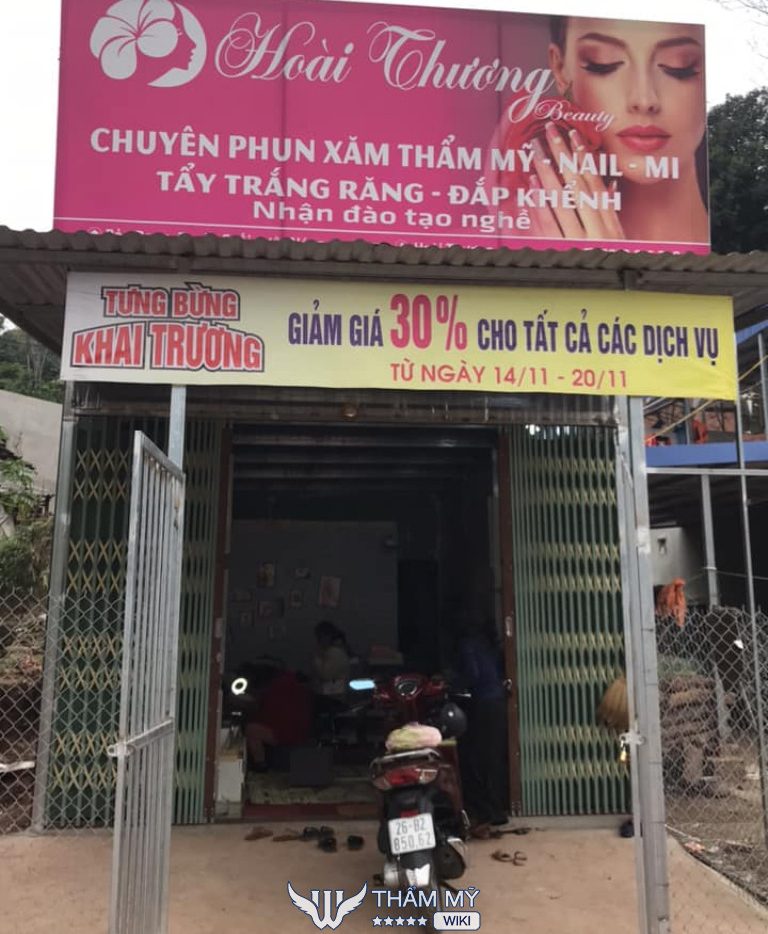 Hoài Thương
Beauty
CHUYÊN PHUN XĂM THẨM MỸ - NAIL - MI
TẨY TRẮNG RĂNG - ĐẮP KHỂNH
Nhận đào tạo nghề
TƯNG BỪNG
KHAI TRƯƠNG
GIẢM GIÁ 30% CHO TẤT CẢ CÁC DỊCH VỤ
TỪ NGÀY 14/11 - 20/11
26-B2
850.62
THẨM MỸ
WIKI